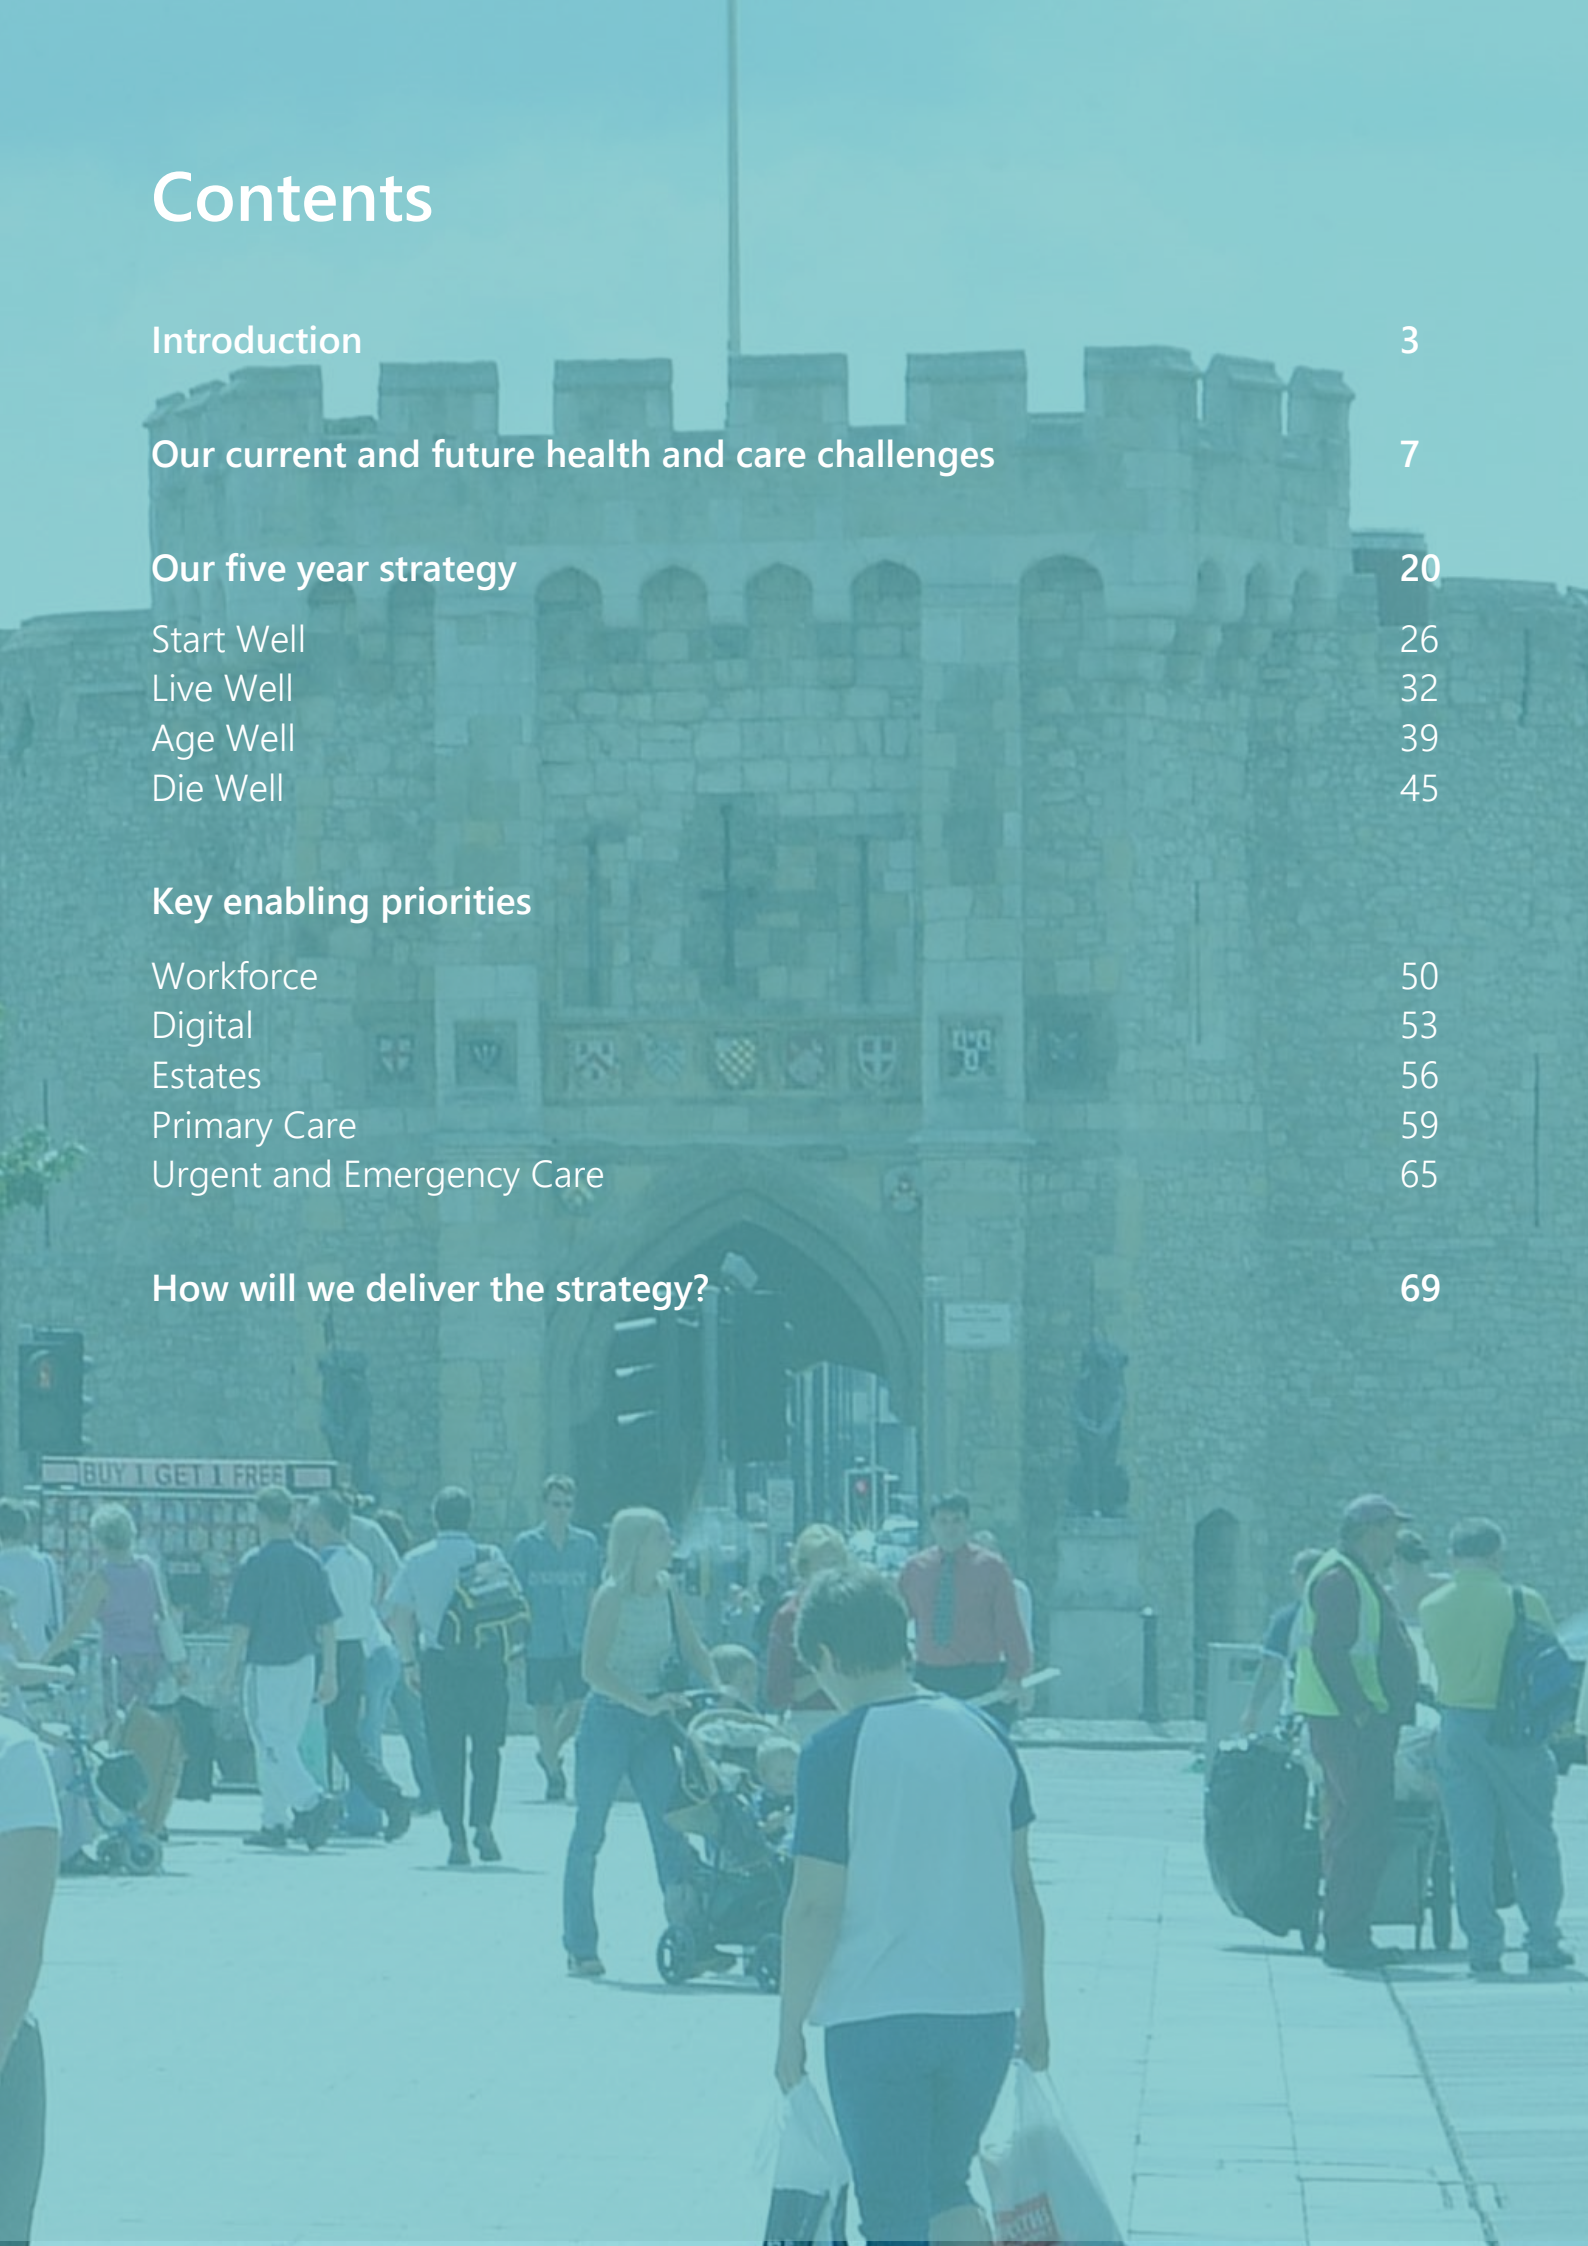 Contents
Introduction 3
Our current and future health and care challenges 7
Our five year strategy 20
Start Well 26
Live Well 32
Age Well 39
Die Well 45
Key enabling priorities
Workforce 50
Digital 53
Estates 56
Primary Care 59
Urgent and Emergency Care 65
How will we deliver the strategy? 69
BUY 1 GET 1 FREE